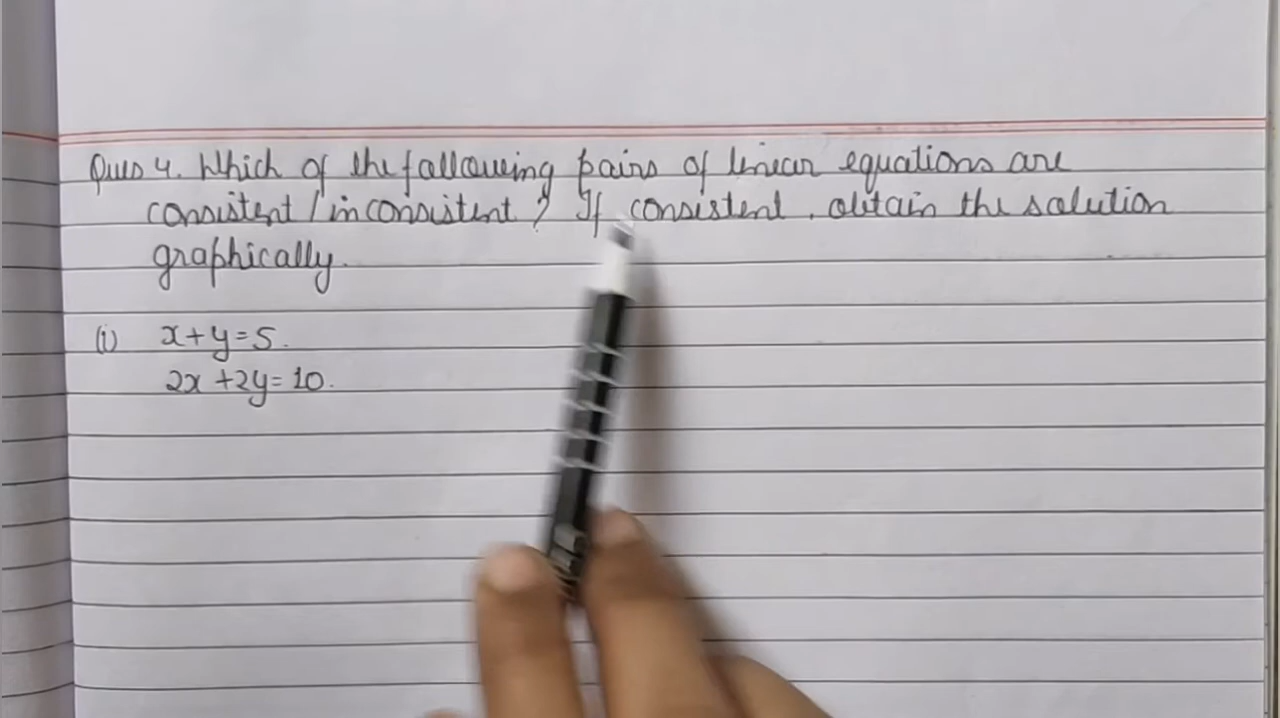 Ques 4. Which of the following pairs of linear equations are
consistent / inconsistent ? If consistent, obtain the solution
graphically.
(i) x+y=5.
2x+2y=10.